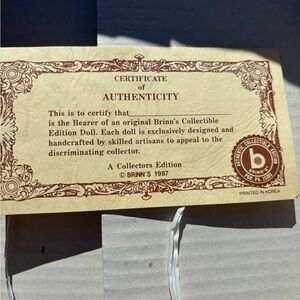 CERTIFICATE
of
AUTHENTICITY
This is to certify that
is the Bearer of an original Brinn's Collectible
Edition Doll. Each doll is exclusively designed and
handcrafted by skilled artisans to appeal to the
discriminating collector.
A Collectors Edition
© BRINN'S 1987
b
BRINN'S
PRINTED IN KOREA